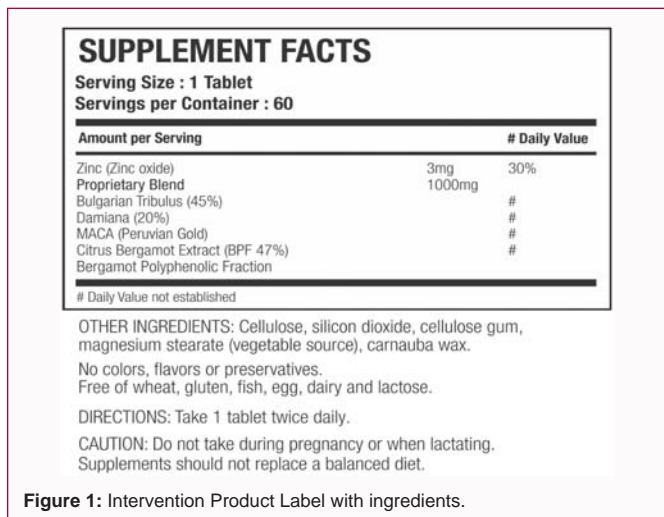 SUPPLEMENT FACTS
Serving Size : 1 Tablet
Servings per Container : 60
Amount per Serving # Daily Value
Zinc (Zinc oxide) 3mg 30%
Proprietary Blend 1000mg
Bulgarian Tribulus (45%) #
Damiana (20%) #
MACA (Peruvian Gold) #
Citrus Bergamot Extract (BPF 47%) #
Bergamot Polyphenolic Fraction
# Daily Value not established
OTHER INGREDIENTS: Cellulose, silicon dioxide, cellulose gum,
magnesium stearate (vegetable source), carnauba wax.
No colors, flavors or preservatives.
Free of wheat, gluten, fish, egg, dairy and lactose.
DIRECTIONS: Take 1 tablet twice daily.
CAUTION: Do not take during pregnancy or when lactating.
Supplements should not replace a balanced diet.
Figure 1: Intervention Product Label with ingredients.